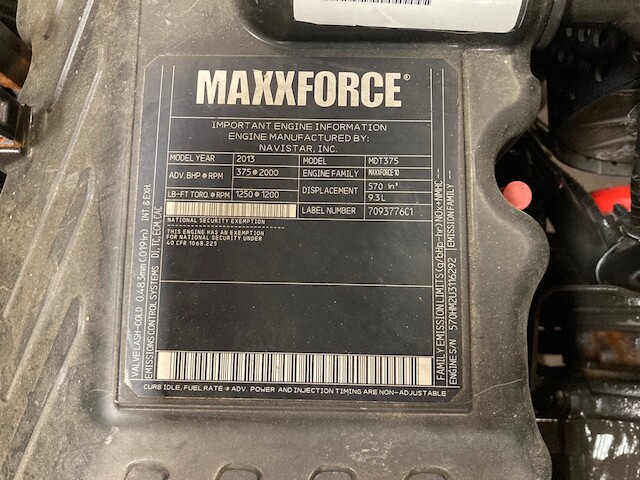 MAXXFORCE®
IMPORTANT ENGINE INFORMATION
ENGINE MANUFACTURED BY:
NAVISTAR, INC.
MODEL YEAR 2013 MODEL MDT375
ADV. BHP @ RPM 375 @ 2000 ENGINE FAMILY MAXXFORCE 10
LB-FT TORQ. @ RPM 1250 @ 1200 DISPLACEMENT 570 in³
9.3L
LABEL NUMBER 7093776C1
NATIONAL SECURITY EXEMPTION
THIS ENGINE HAS AN EXEMPTION
FOR NATIONAL SECURITY UNDER
40 CFR 1068.225
CURB IDLE, FUEL RATE @ ADV. POWER AND INJECTION TIMING ARE NON-ADJUSTABLE
VALVE LASH-COLD 0.483mm (.019in) INT. & EXH.
EMISSIONS CONTROL SYSTEMS DI, TC, ECM, CAC
FAMILY EMISSION LIMITS (g/bHp-Hr) NOx+NMHC --
ENGINE S/N 570HM2U3116292 EMISSION FAMILY --